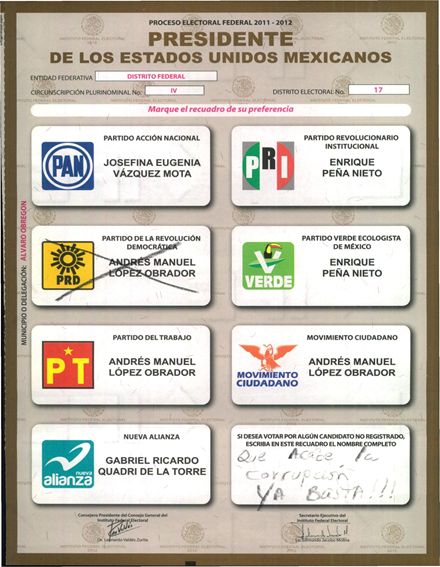 PROCESO ELECTORAL FEDERAL 2011 - 2012
PRESIDENTE
DE LOS ESTADOS UNIDOS MEXICANOS
ENTIDAD FEDERATIVA: DISTRITO FEDERAL
CIRCUNSCRIPCIÓN PLURINOMINAL No. IV DISTRITO ELECTORAL No. 17
Marque el recuadro de su preferencia
MUNICIPIO O DELEGACIÓN: ALVARO OBREGON
PAN
PARTIDO ACCIÓN NACIONAL
JOSEFINA EUGENIA
VÁZQUEZ MOTA
PRI
PARTIDO REVOLUCIONARIO
INSTITUCIONAL
ENRIQUE
PEÑA NIETO
PRD
PARTIDO DE LA REVOLUCIÓN
DEMOCRÁTICA
ANDRÉS MANUEL
LÓPEZ OBRADOR
VERDE
PARTIDO VERDE ECOLOGISTA
DE MÉXICO
ENRIQUE
PEÑA NIETO
PT
PARTIDO DEL TRABAJO
ANDRÉS MANUEL
LÓPEZ OBRADOR
MOVIMIENTO
CIUDADANO
MOVIMIENTO CIUDADANO
ANDRÉS MANUEL
LÓPEZ OBRADOR
nueva
alianza
NUEVA ALIANZA
GABRIEL RICARDO
QUADRI DE LA TORRE
SI DESEA VOTAR POR ALGÚN CANDIDATO NO REGISTRADO,
ESCRIBA EN ESTE RECUADRO EL NOMBRE COMPLETO
Que Acabe la
corrupción
YA BASTA!!!
Consejero Presidente del Consejo General del
Instituto Federal Electoral
Dr. Leonardo Valdés Zurita
Secretario Ejecutivo del
Instituto Federal Electoral
Lic. Edmundo Jacobo Molina